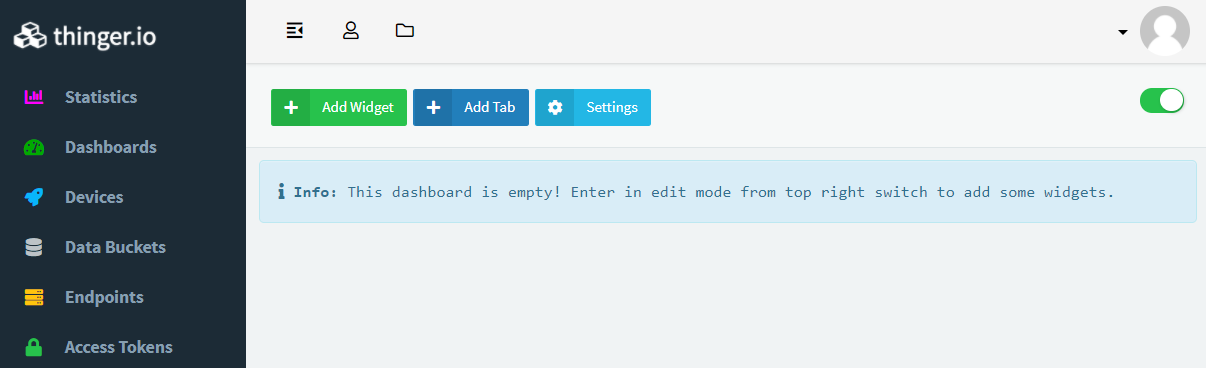 thinger.io
Statistics
Dashboards
Devices
Data Buckets
Endpoints
Access Tokens
Add Widget
Add Tab
Settings
Info: This dashboard is empty! Enter in edit mode from top right switch to add some widgets.